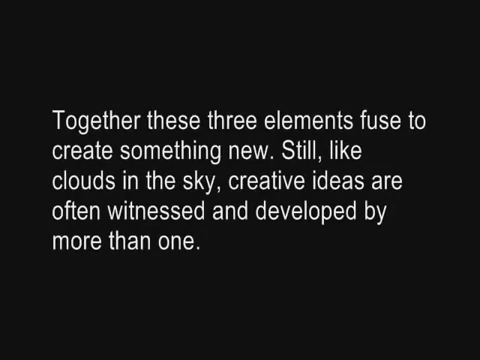 Together these three elements fuse to
create something new. Still, like
clouds in the sky, creative ideas are
often witnessed and developed by
more than one.